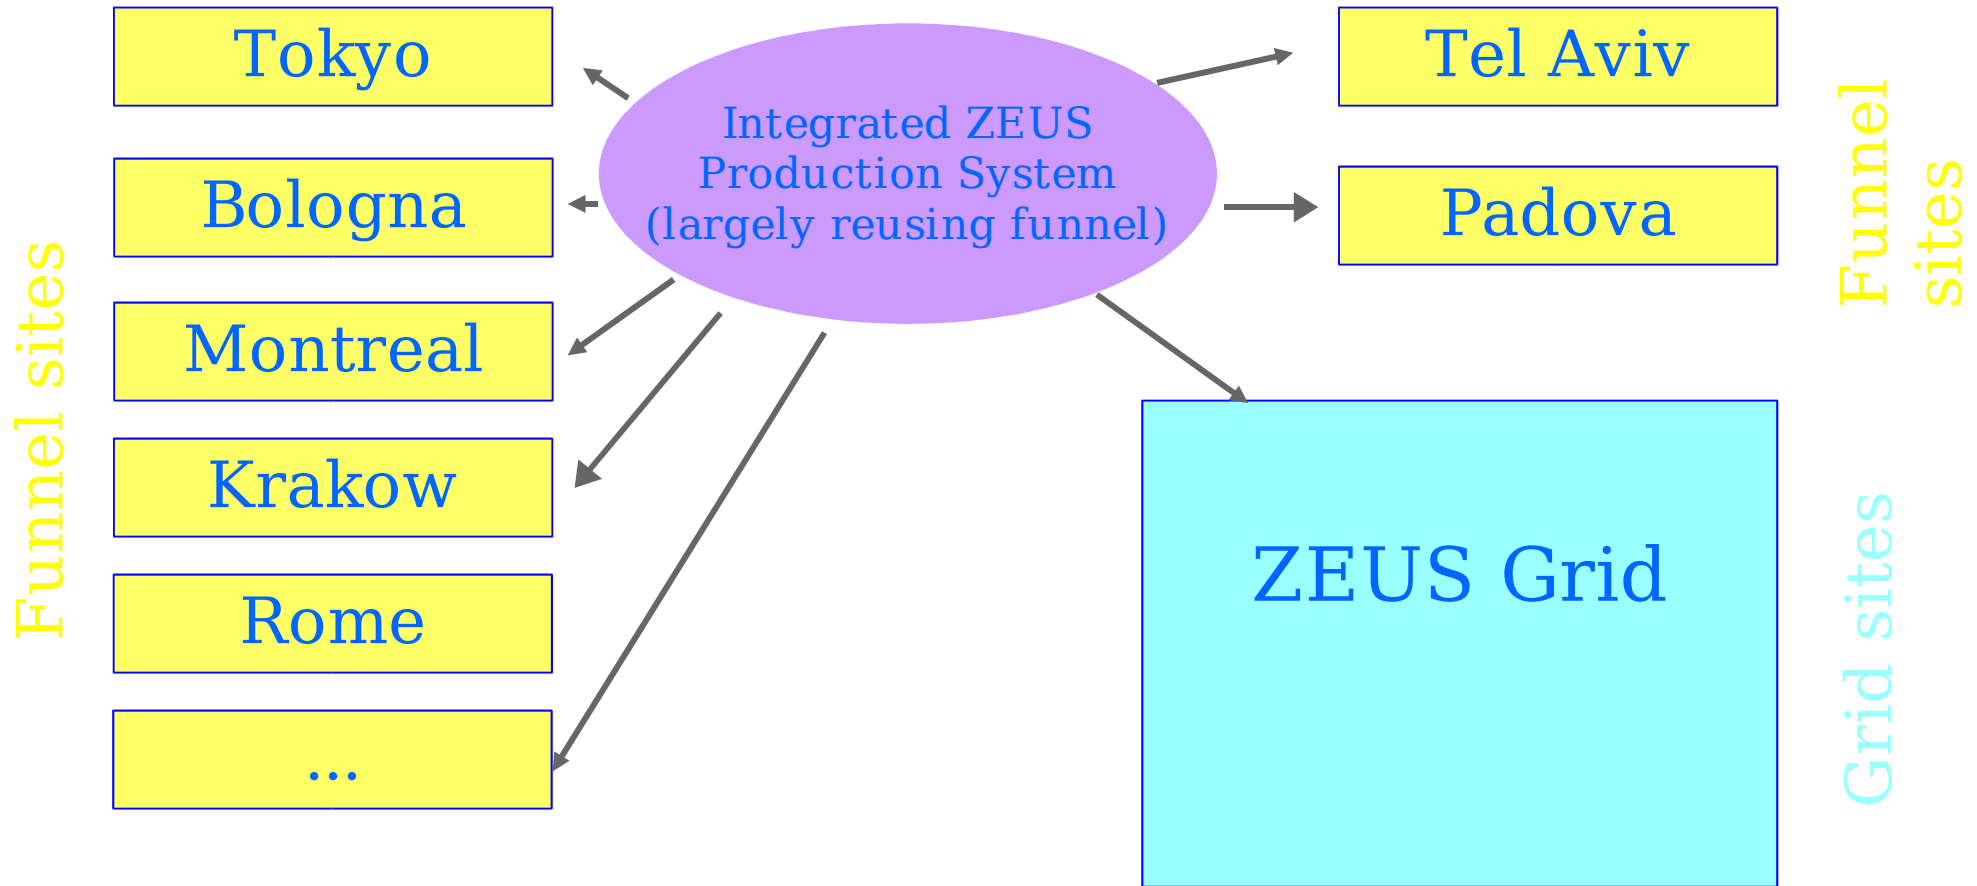 Funnel sites
Tokyo
Bologna
Montreal
Krakow
Rome
...
Integrated ZEUS
Production System
(largely reusing funnel)
Tel Aviv
Padova
Funnel
sites
ZEUS Grid
Grid sites